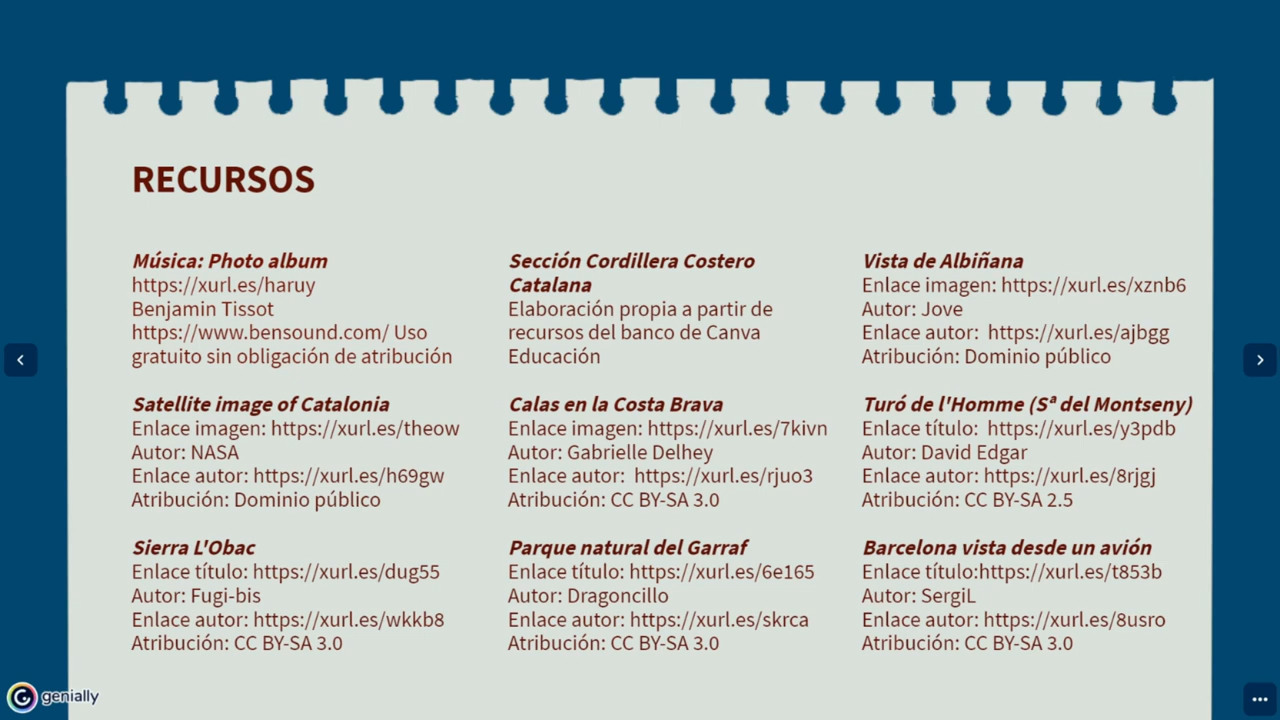 RECURSOS
Música: Photo album
https://xurl.es/haruy
Benjamin Tissot
https://www.bensound.com/ Uso
gratuito sin obligación de atribución
Satellite image of Catalonia
Enlace imagen: https://xurl.es/theow
Autor: NASA
Enlace autor: https://xurl.es/h69gw
Atribución: Dominio público
Sierra L'Obac
Enlace título: https://xurl.es/dug55
Autor: Fugi-bis
Enlace autor: https://xurl.es/wkkb8
Atribución: CC BY-SA 3.0
Sección Cordillera Costero
Catalana
Elaboración propia a partir de
recursos del banco de Canva
Educación
Calas en la Costa Brava
Enlace imagen: https://xurl.es/7kivn
Autor: Gabrielle Delhey
Enlace autor:  https://xurl.es/rjuo3
Atribución: CC BY-SA 3.0
Parque natural del Garraf
Enlace título: https://xurl.es/6e165
Autor: Dragoncillo
Enlace autor: https://xurl.es/skrca
Atribución: CC BY-SA 3.0
Vista de Albiñana
Enlace imagen: https://xurl.es/xznb6
Autor: Jove
Enlace autor:  https://xurl.es/ajbgg
Atribución: Dominio público
Turó de l'Homme (Sª del Montseny)
Enlace título:  https://xurl.es/y3pdb
Autor: David Edgar
Enlace autor: https://xurl.es/8rjgj
Atribución: CC BY-SA 2.5
Barcelona vista desde un avión
Enlace título:https://xurl.es/t853b
Autor: SergiL
Enlace autor: https://xurl.es/8usro
Atribución: CC BY-SA 3.0
genially